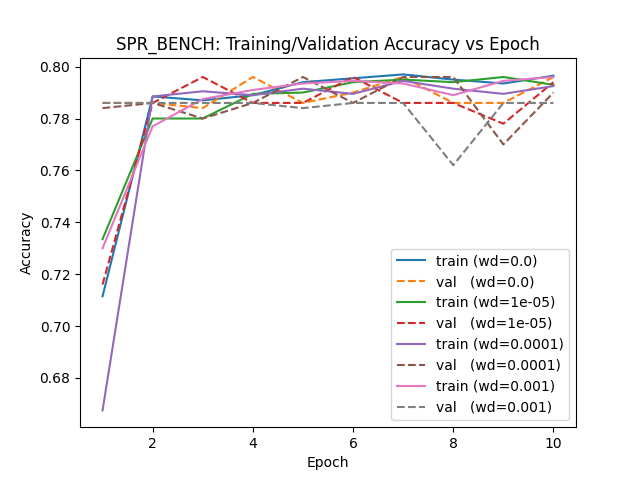 SPR_BENCH: Training/Validation Accuracy vs Epoch
0.80
0.78
0.76
0.74
0.72
0.70
0.68
Accuracy
train (wd=0.0)
val (wd=0.0)
train (wd=1e-05)
val (wd=1e-05)
train (wd=0.0001)
val (wd=0.0001)
train (wd=0.001)
val (wd=0.001)
2 4 6 8 10
Epoch